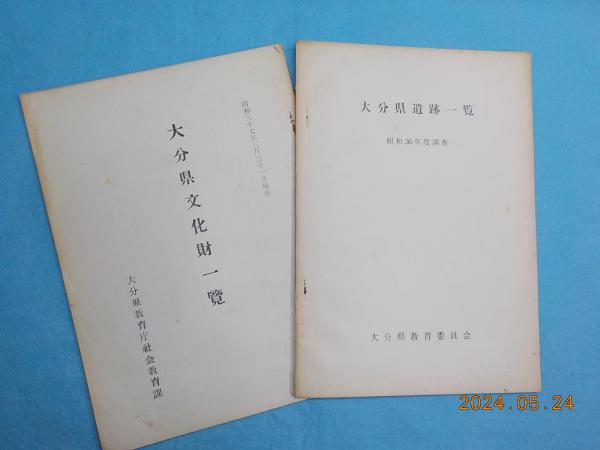 昭和三十七年三月三十一日現在
大分県文化財一覽
大分県教育庁社会教育課
大分県遺跡一覧
昭和36年度調査
大分県教育委員会
2024.05.24